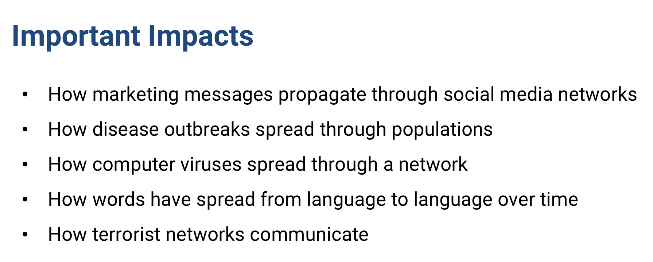 Important Impacts
• How marketing messages propagate through social media networks
• How disease outbreaks spread through populations
• How computer viruses spread through a network
• How words have spread from language to language over time
• How terrorist networks communicate